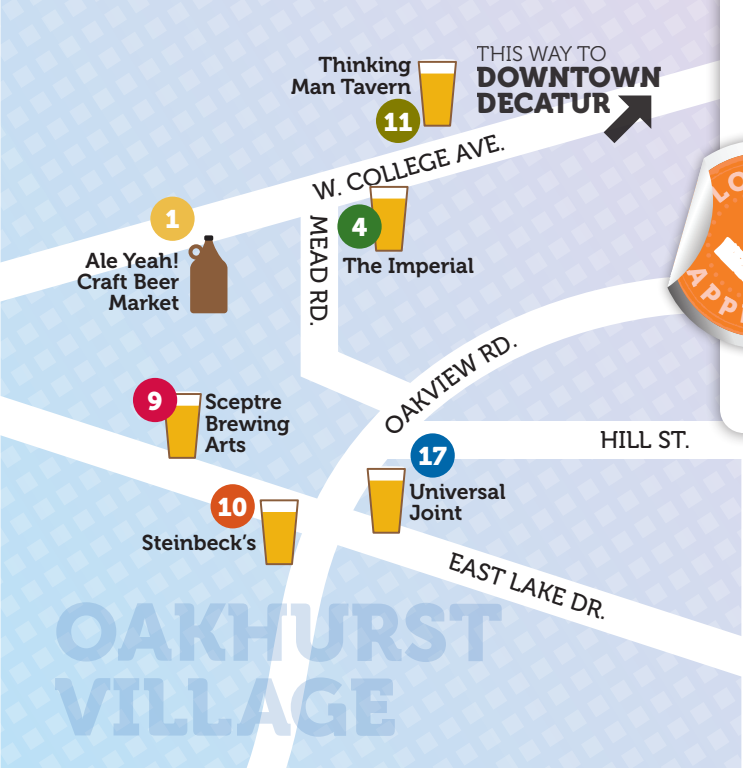 Thinking
Man Tavern
11
THIS WAY TO
DOWNTOWN
DECATUR
W. COLLEGE AVE.
1
Ale Yeah!
Craft Beer
Market
MEAD RD.
4
The Imperial
OAKVIEW RD.
9
Sceptre
Brewing
Arts
HILL ST.
17
Universal
Joint
10
Steinbeck's
EAST LAKE DR.
OAKHURST
VILLAGE